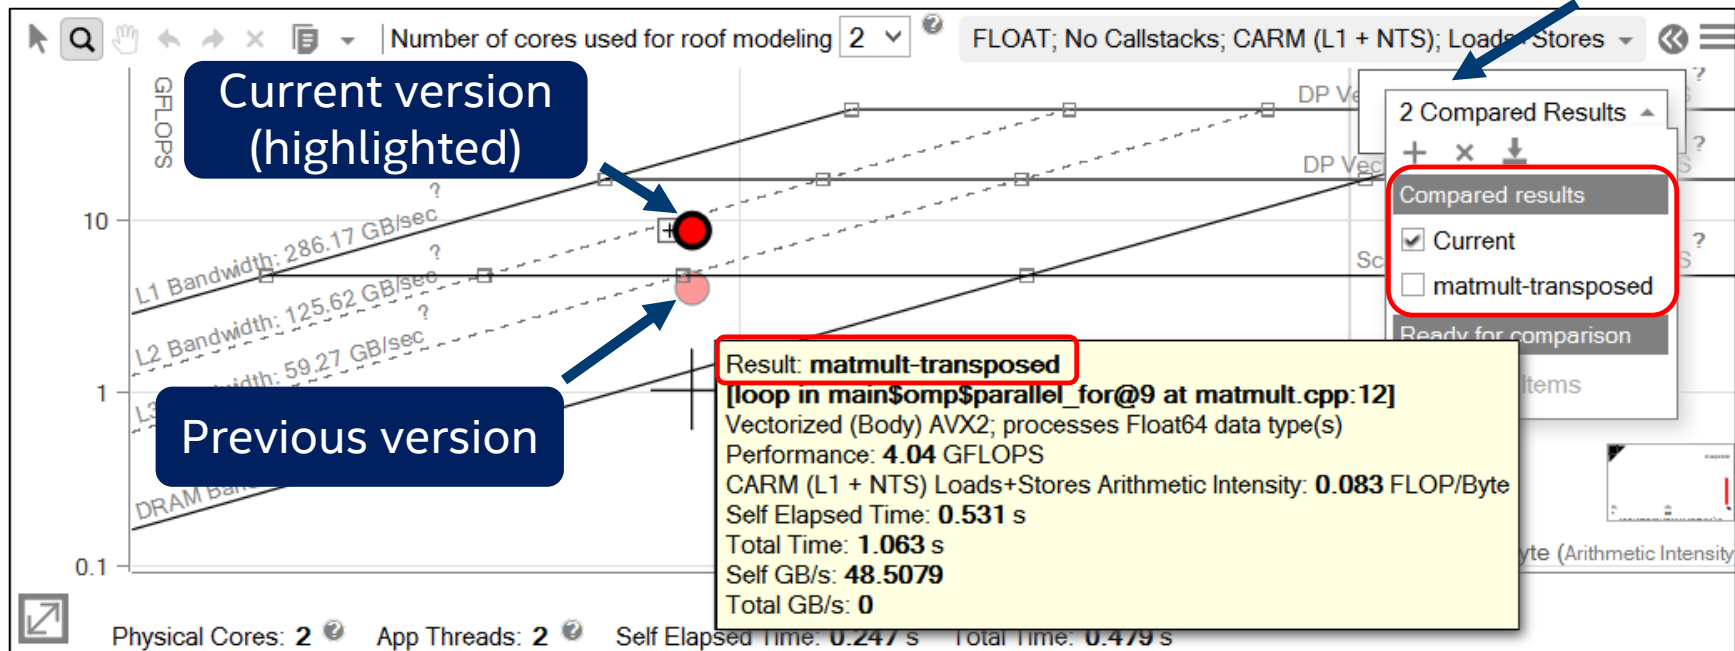 Number of cores used for roof modeling 2
FLOAT; No Callstacks; CARM (L1 + NTS); Loads+Stores
GFLOPS
Current version
(highlighted)
DP
2 Compared Results
?
DP
?
Compared results
10
L1 Bandwidth: 286.17 GB/sec
?
Current
?
matmult-transposed
L2 Bandwidth: 125.62 GB/sec
?
59.27 GB/sec
?
Ready for comparison
Items
1
Previous version
DRAM
Result: matmult-transposed
[loop in main$omp$parallel_for@9 at matmult.cpp:12]
Vectorized (Body) AVX2; processes Float64 data type(s)
Performance: 4.04 GFLOPS
CARM (L1 + NTS) Loads+Stores Arithmetic Intensity: 0.083 FLOP/Byte
Self Elapsed Time: 0.531 s
Total Time: 1.063 s
Self GB/s: 48.5079
Total GB/s: 0
(Arithmetic Intensity
0.1
Physical Cores: 2 App Threads: 2 Self Elapsed Time: 0.247 s Total Time: 0.479 s